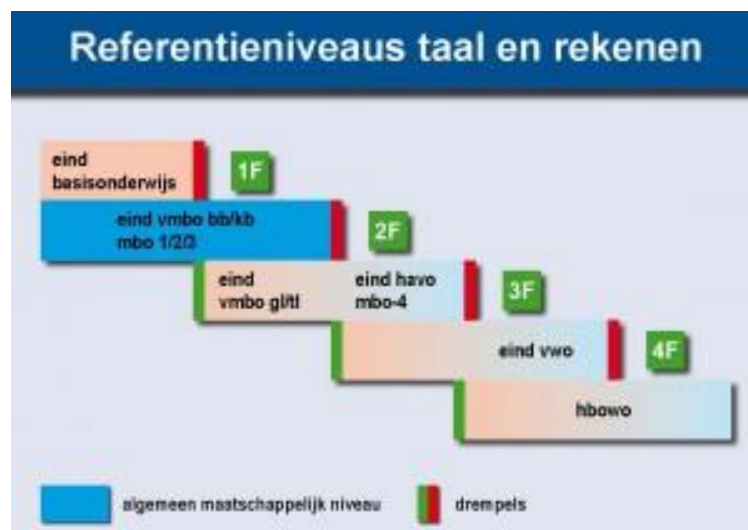 Referentieniveaus taal en rekenen
eind
basisonderwijs
1F
eind vmbo bb/kb
mbo 1/2/3
2F
eind
vmbo gl/tl
eind havo
mbo-4
3F
eind vwo
4F
hbowo
algemeen maatschappelijk niveau
drempels